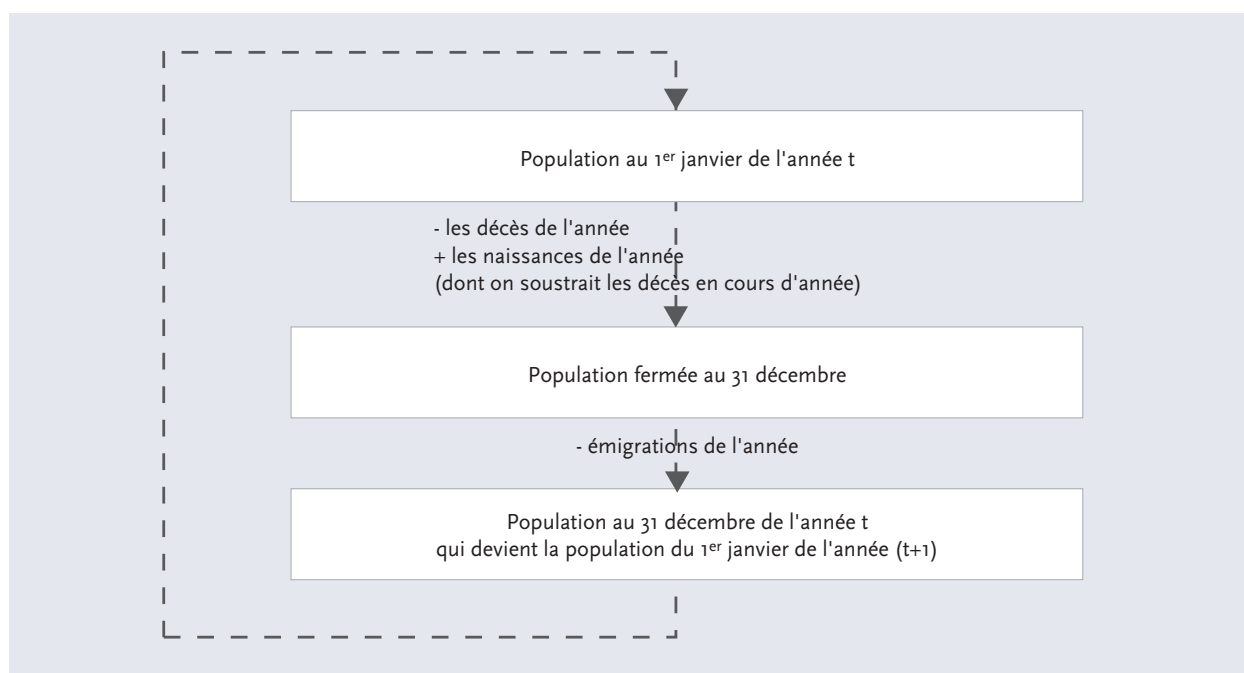 Population au 1er janvier de l'année t
- les décès de l'année
+ les naissances de l'année
(dont on soustrait les décès en cours d'année)
Population fermée au 31 décembre
- émigrations de l'année
Population au 31 décembre de l'année t
qui devient la population du 1er janvier de l'année (t+1)